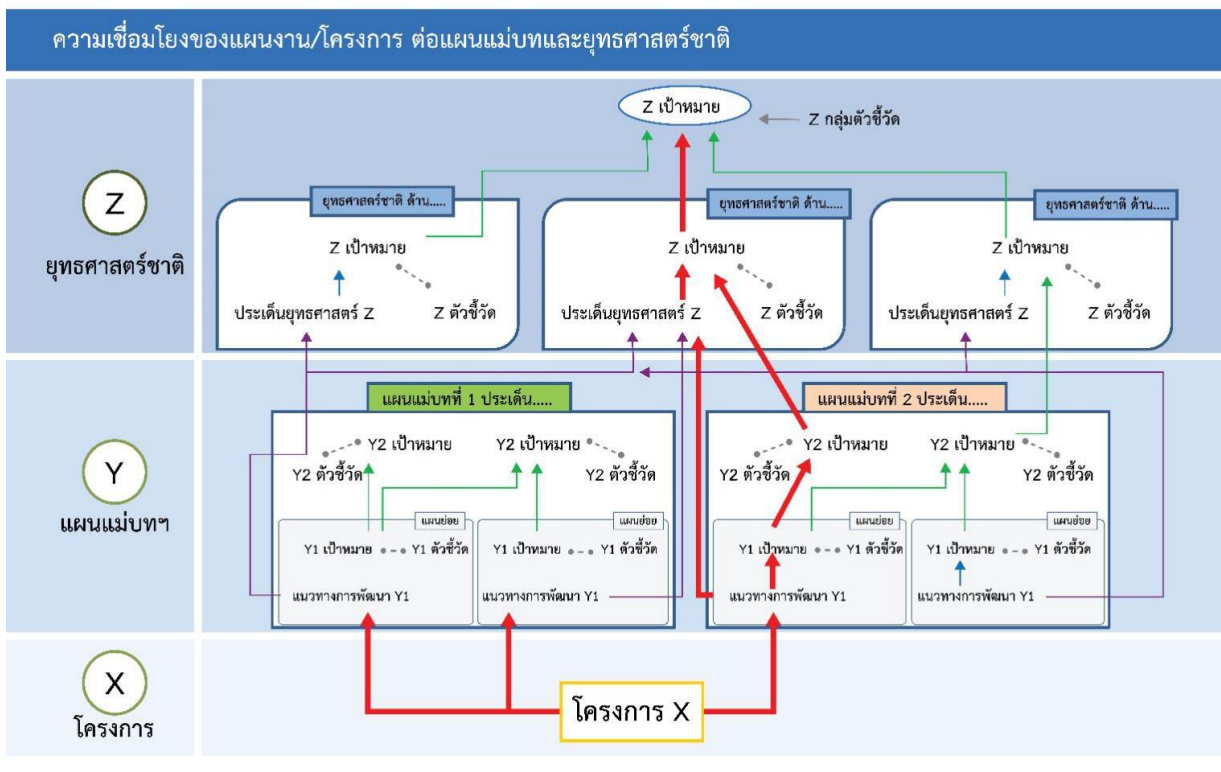 ความเชื่อมโยงของแผนงาน/โครงการ ต่อแผนแม่บทและยุทธศาสตร์ชาติ
Z เป้าหมาย
Z กลุ่มตัวชี้วัด
Z
ยุทธศาสตร์ชาติ
ยุทธศาสตร์ชาติ ด้าน.....
ยุทธศาสตร์ชาติ ด้าน.....
ยุทธศาสตร์ชาติ ด้าน.....
Z เป้าหมาย
Z เป้าหมาย
Z เป้าหมาย
ประเด็นยุทธศาสตร์ Z
Z ตัวชี้วัด
ประเด็นยุทธศาสตร์ Z
Z ตัวชี้วัด
ประเด็นยุทธศาสตร์ Z
Z ตัวชี้วัด
Y
แผนแม่บทฯ
แผนแม่บทที่ 1 ประเด็น.....
Y2 เป้าหมาย
Y2 เป้าหมาย
Y2 ตัวชี้วัด
Y2 ตัวชี้วัด
แผนย่อย
แผนย่อย
Y1 เป้าหมาย
Y1 ตัวชี้วัด
Y1 เป้าหมาย
Y1 ตัวชี้วัด
แนวทางการพัฒนา Y1
แนวทางการพัฒนา Y1
แผนแม่บทที่ 2 ประเด็น.....
Y2 เป้าหมาย
Y2 เป้าหมาย
Y2 ตัวชี้วัด
Y2 ตัวชี้วัด
แผนย่อย
แผนย่อย
Y1 เป้าหมาย
Y1 ตัวชี้วัด
Y1 เป้าหมาย
Y1 ตัวชี้วัด
แนวทางการพัฒนา Y1
แนวทางการพัฒนา Y1
X
โครงการ
โครงการ X